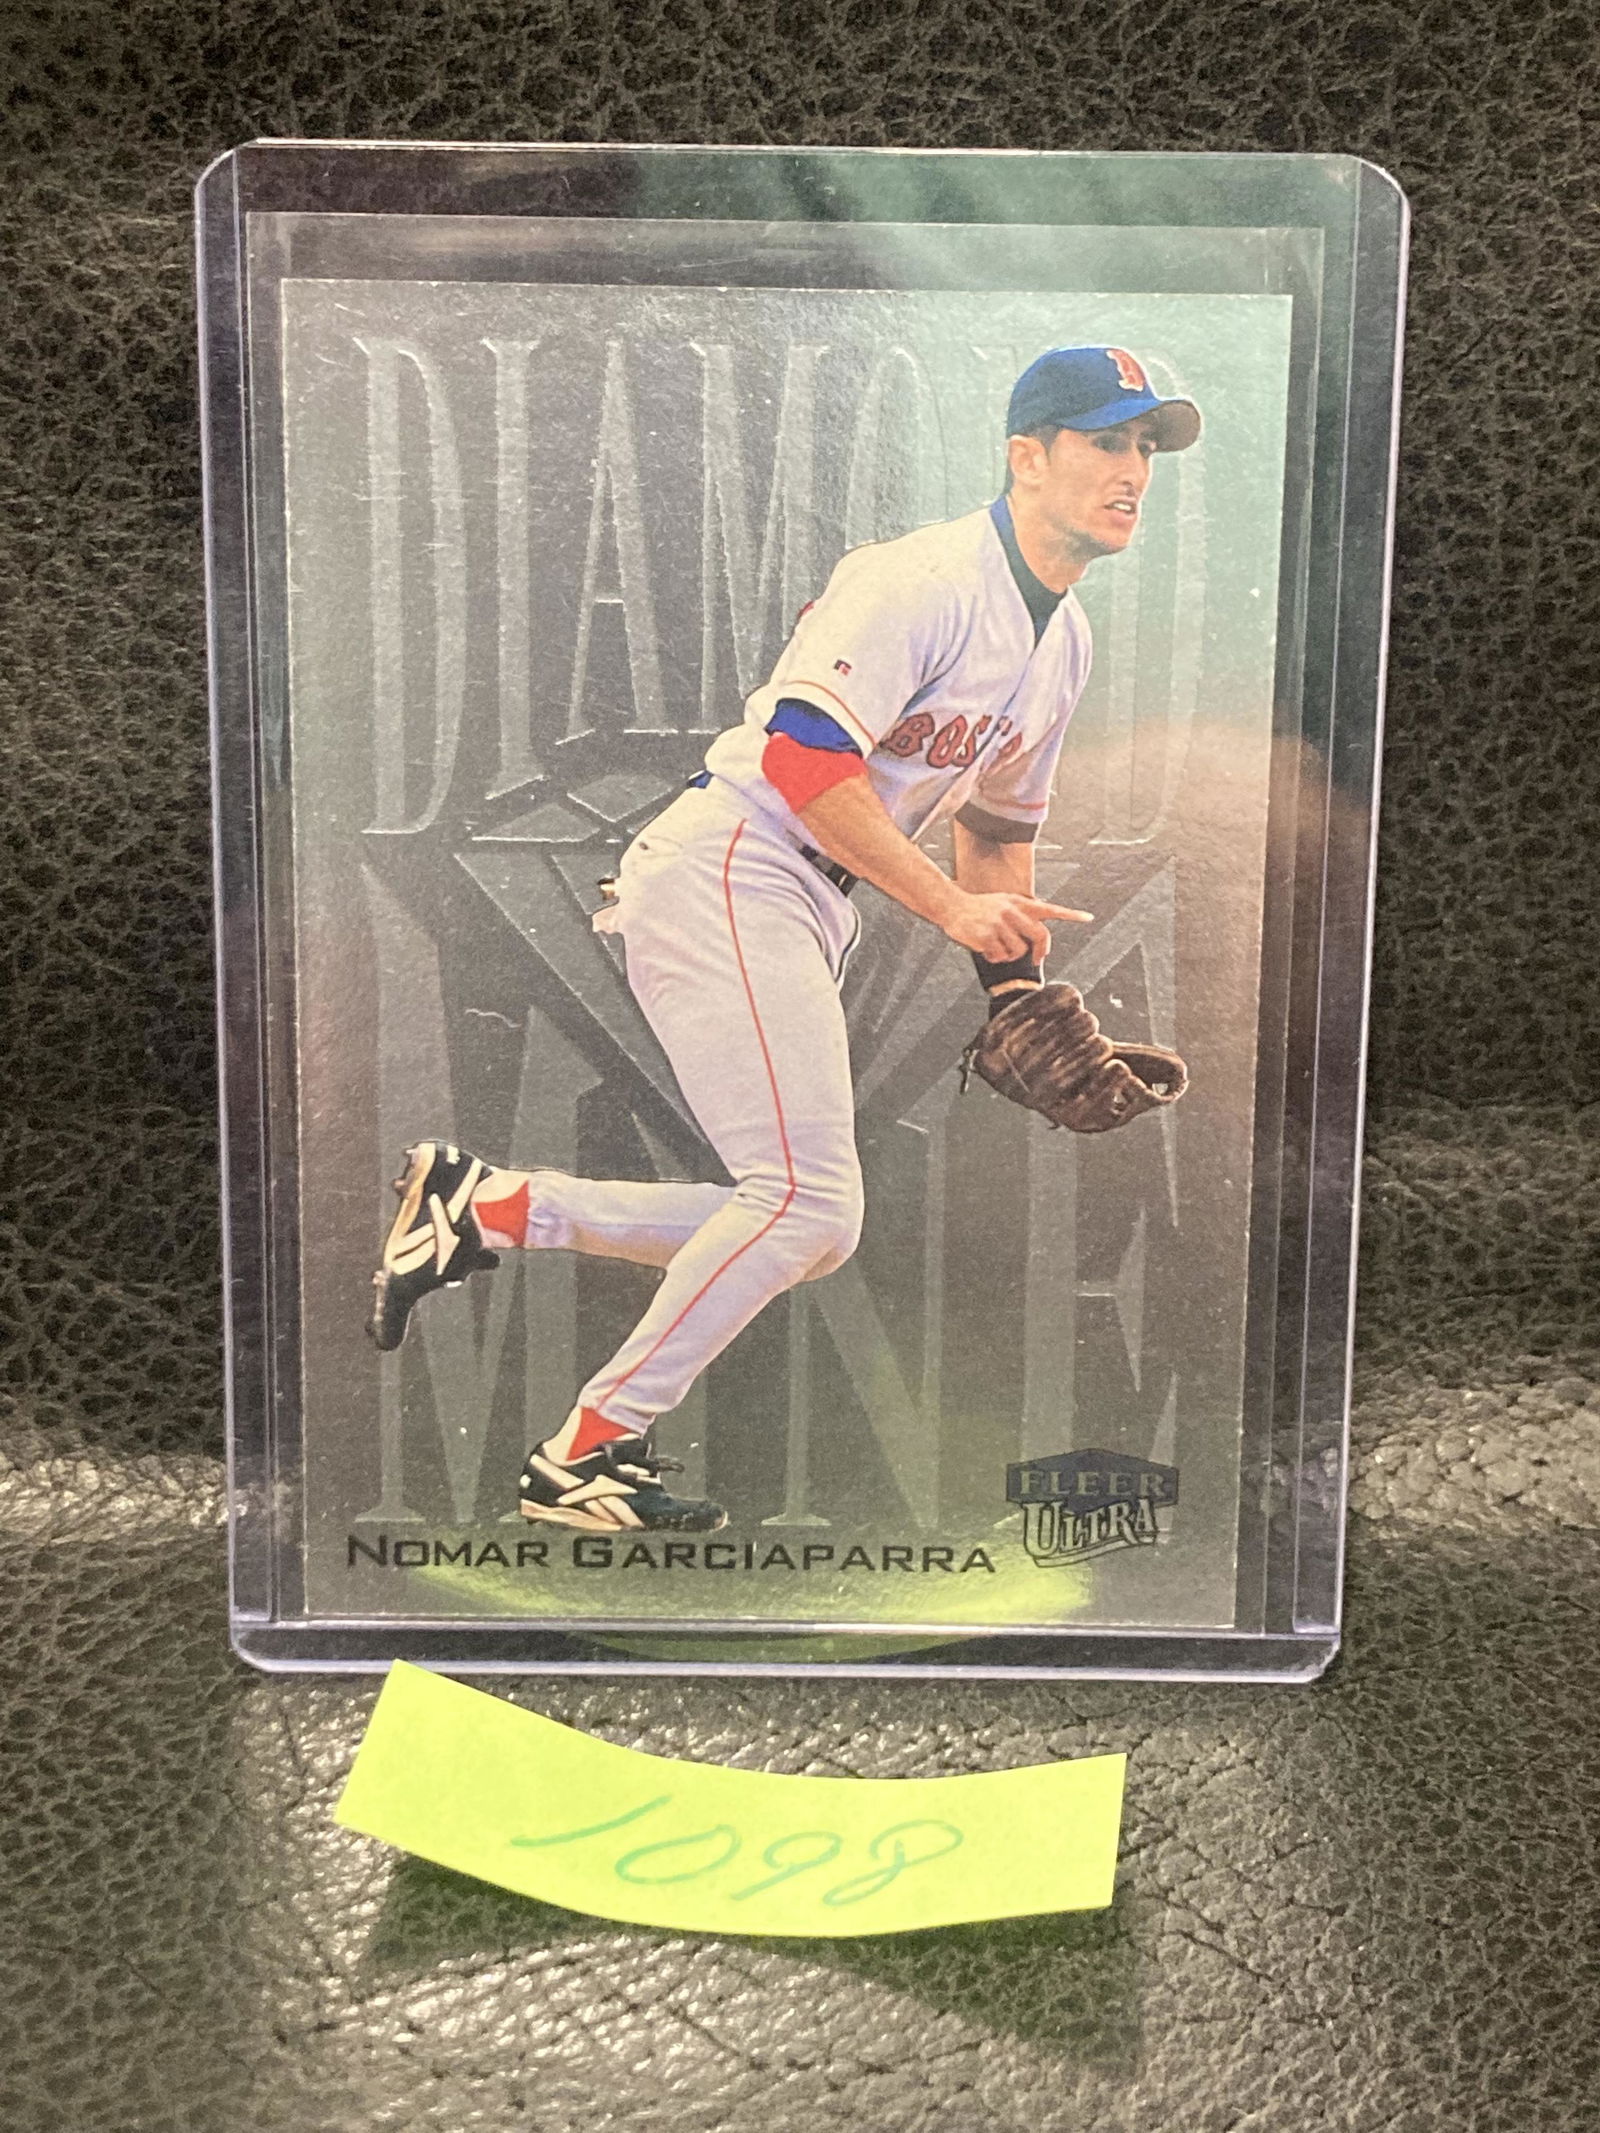 DIAMOND
MINE
B
BOSTON
FLEER
ULTRA
NOMAR GARCIAPARRA
1098